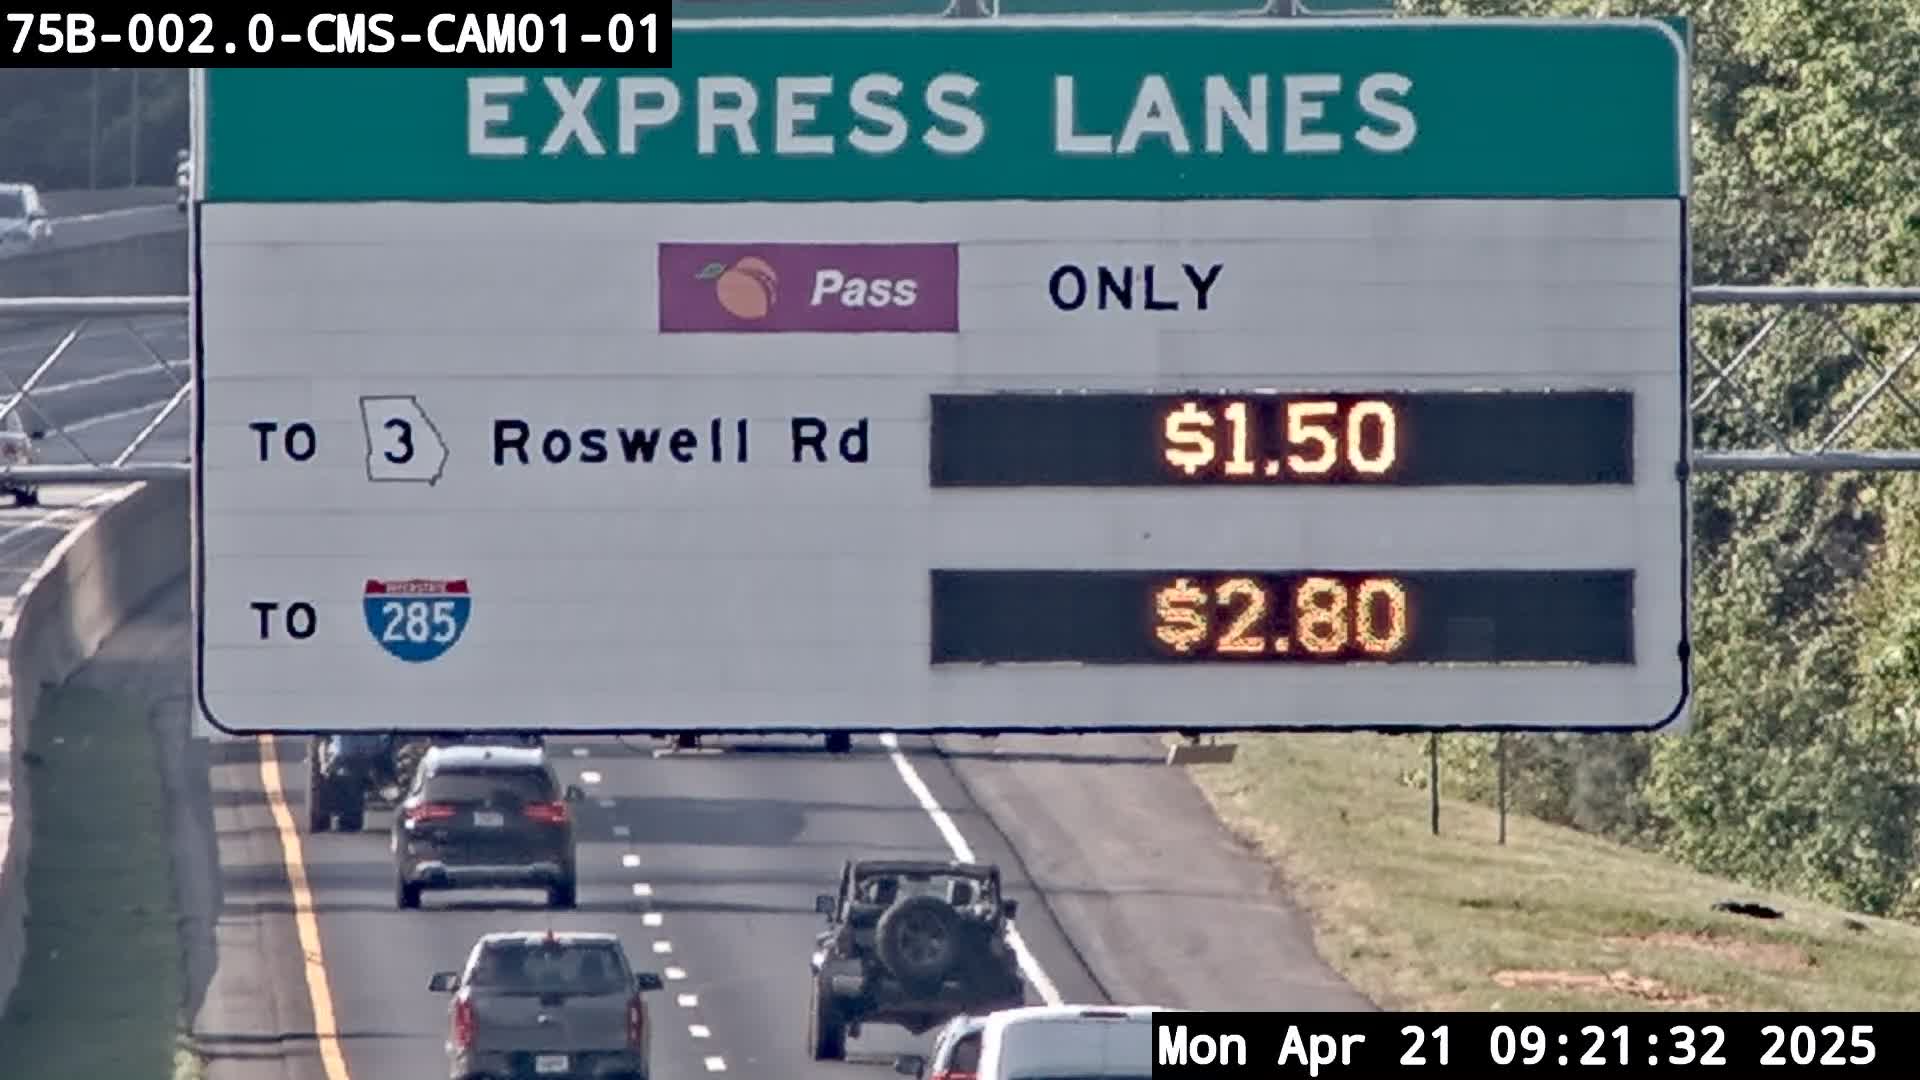 75B-002.0-CMS-CAM01-01
EXPRESS LANES
Pass ONLY
TO 3 Roswell Rd $1.50
INTERSTATE
TO 285 $2.80
Mon Apr 21 09:21:32 2025